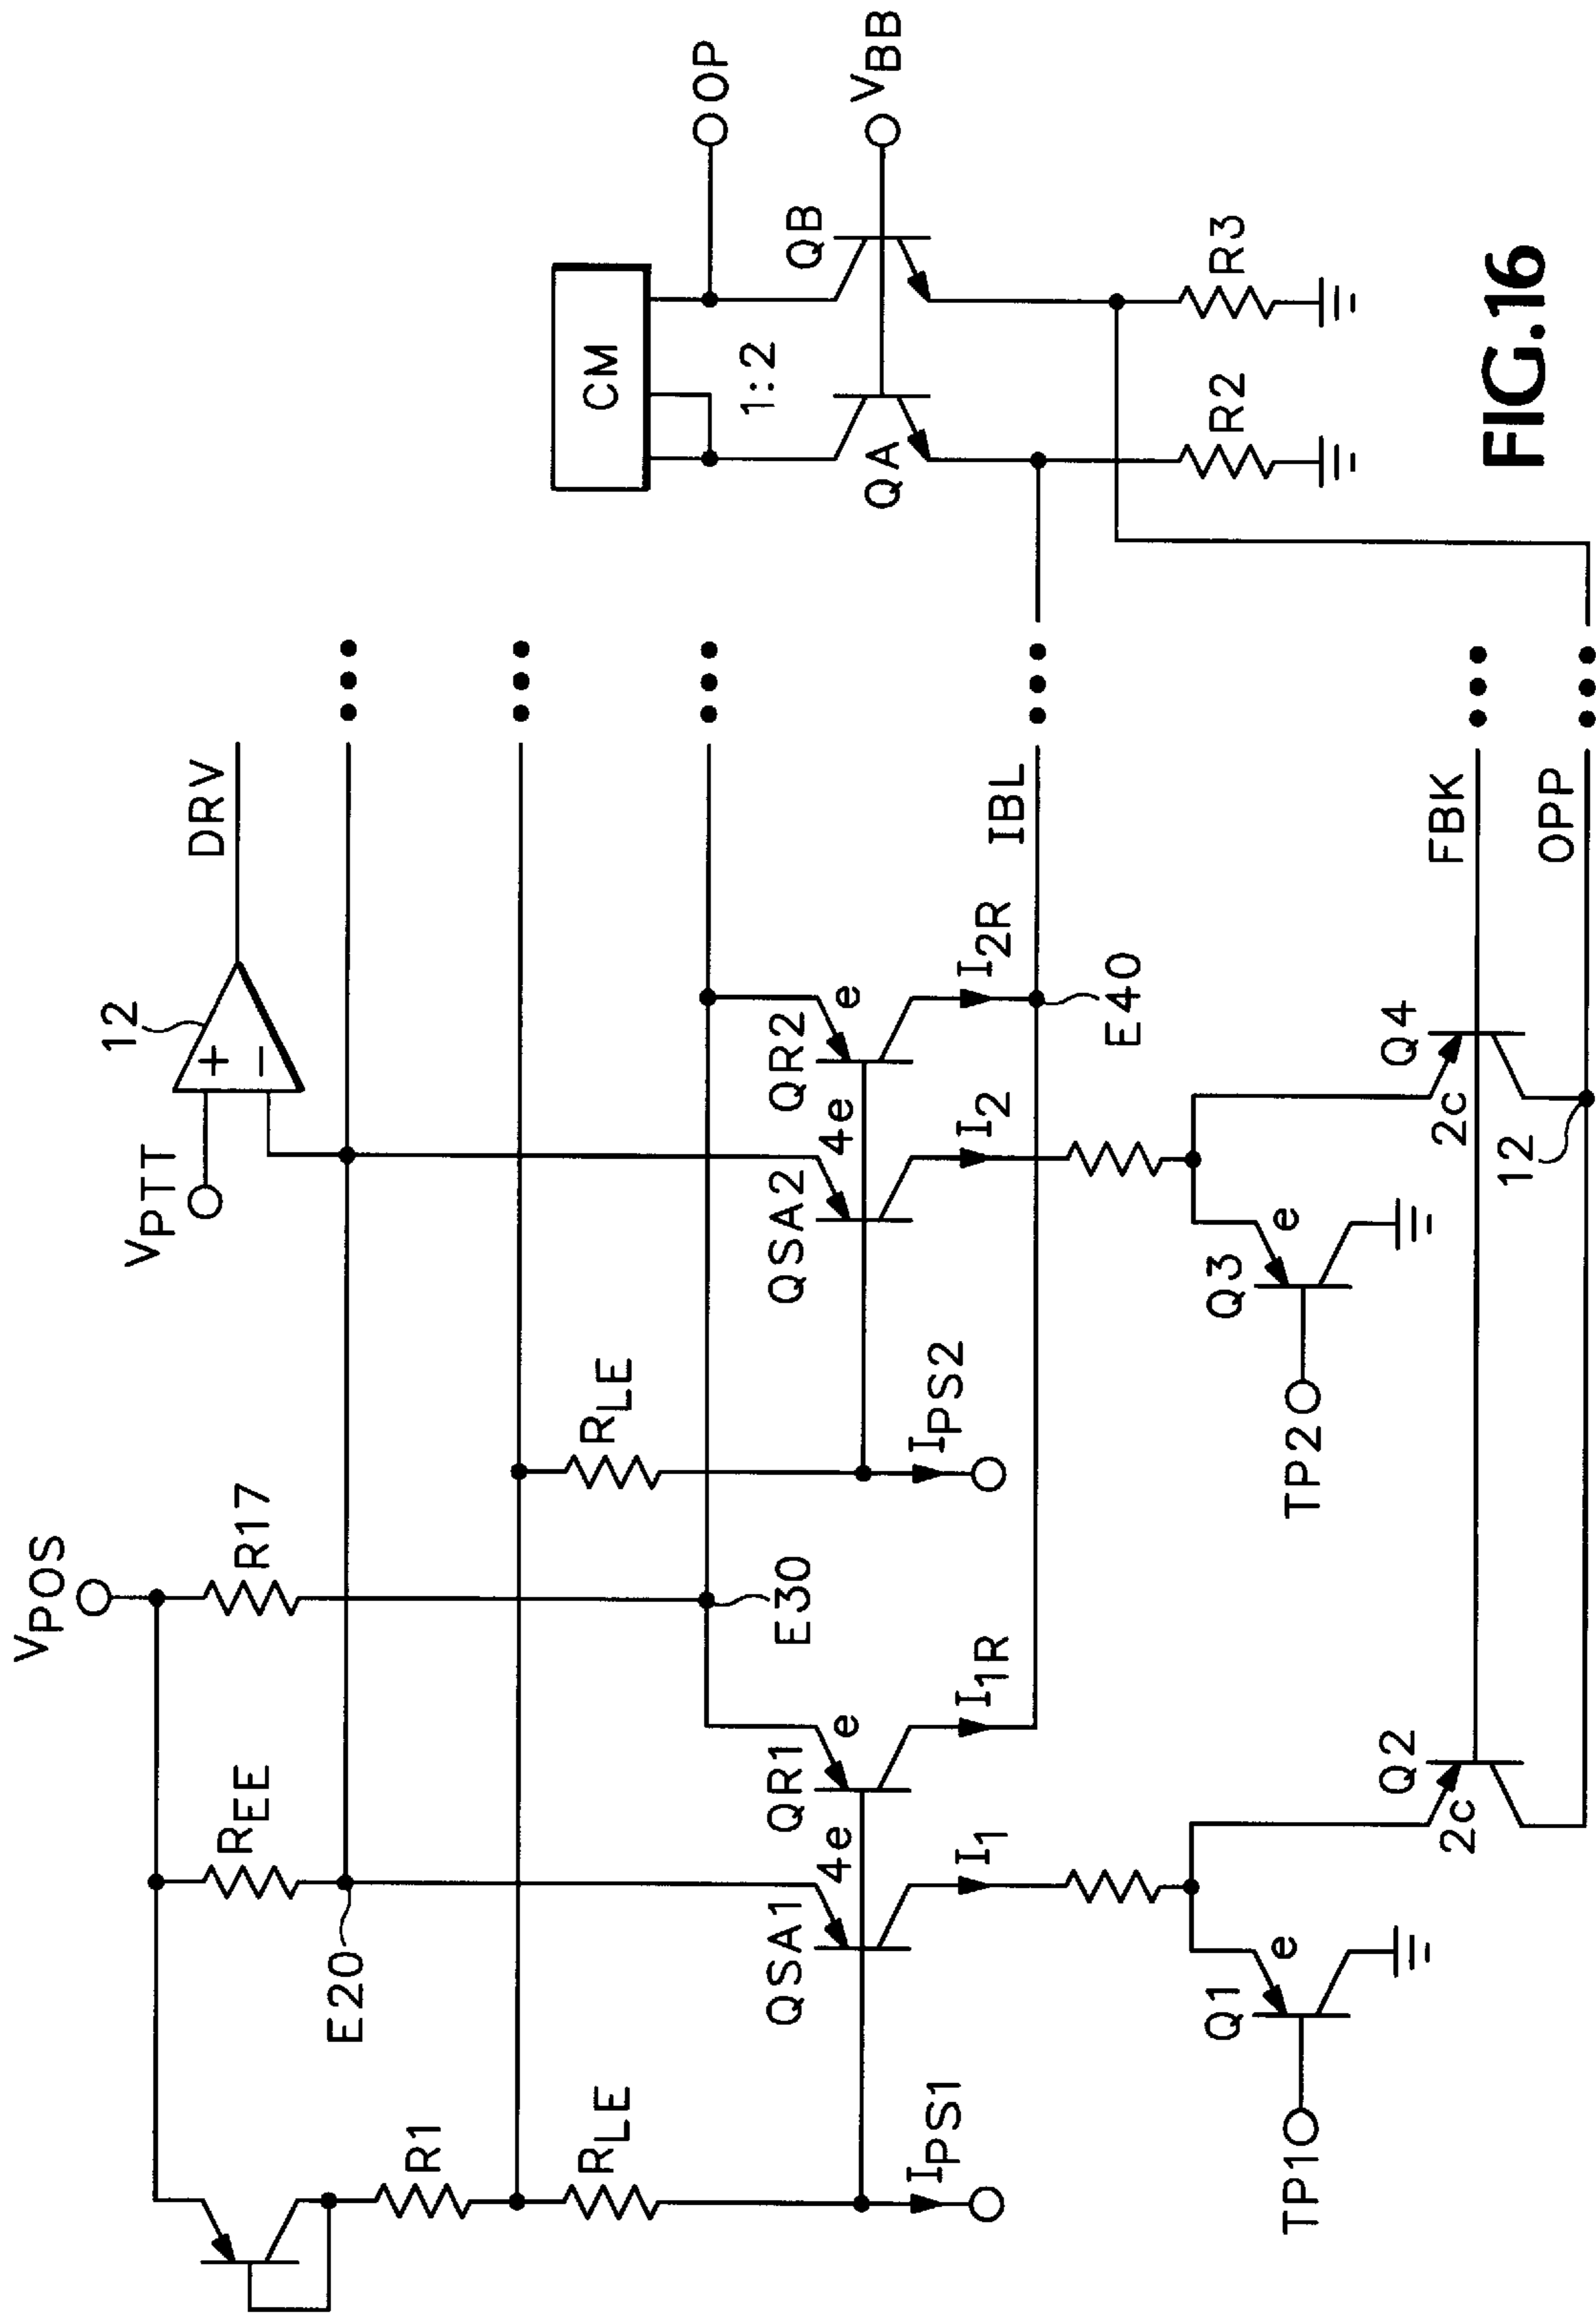 VPOS
VPTT
12
DRV
+
−
REE
R17
E20
R1
RLE
RLE
E30
QSA1
4e
QR1
e
QSA2
4e
QR2
e
IPS1
I1
I1R
IPS2
I2
I2R
IBL
E40
CM
1:2
OP
QA
QB
VBB
R2
R3
TP1
Q1
e
Q2
2c
TP2
Q3
e
Q4
2c
12
FBK
OPP
FIG.16